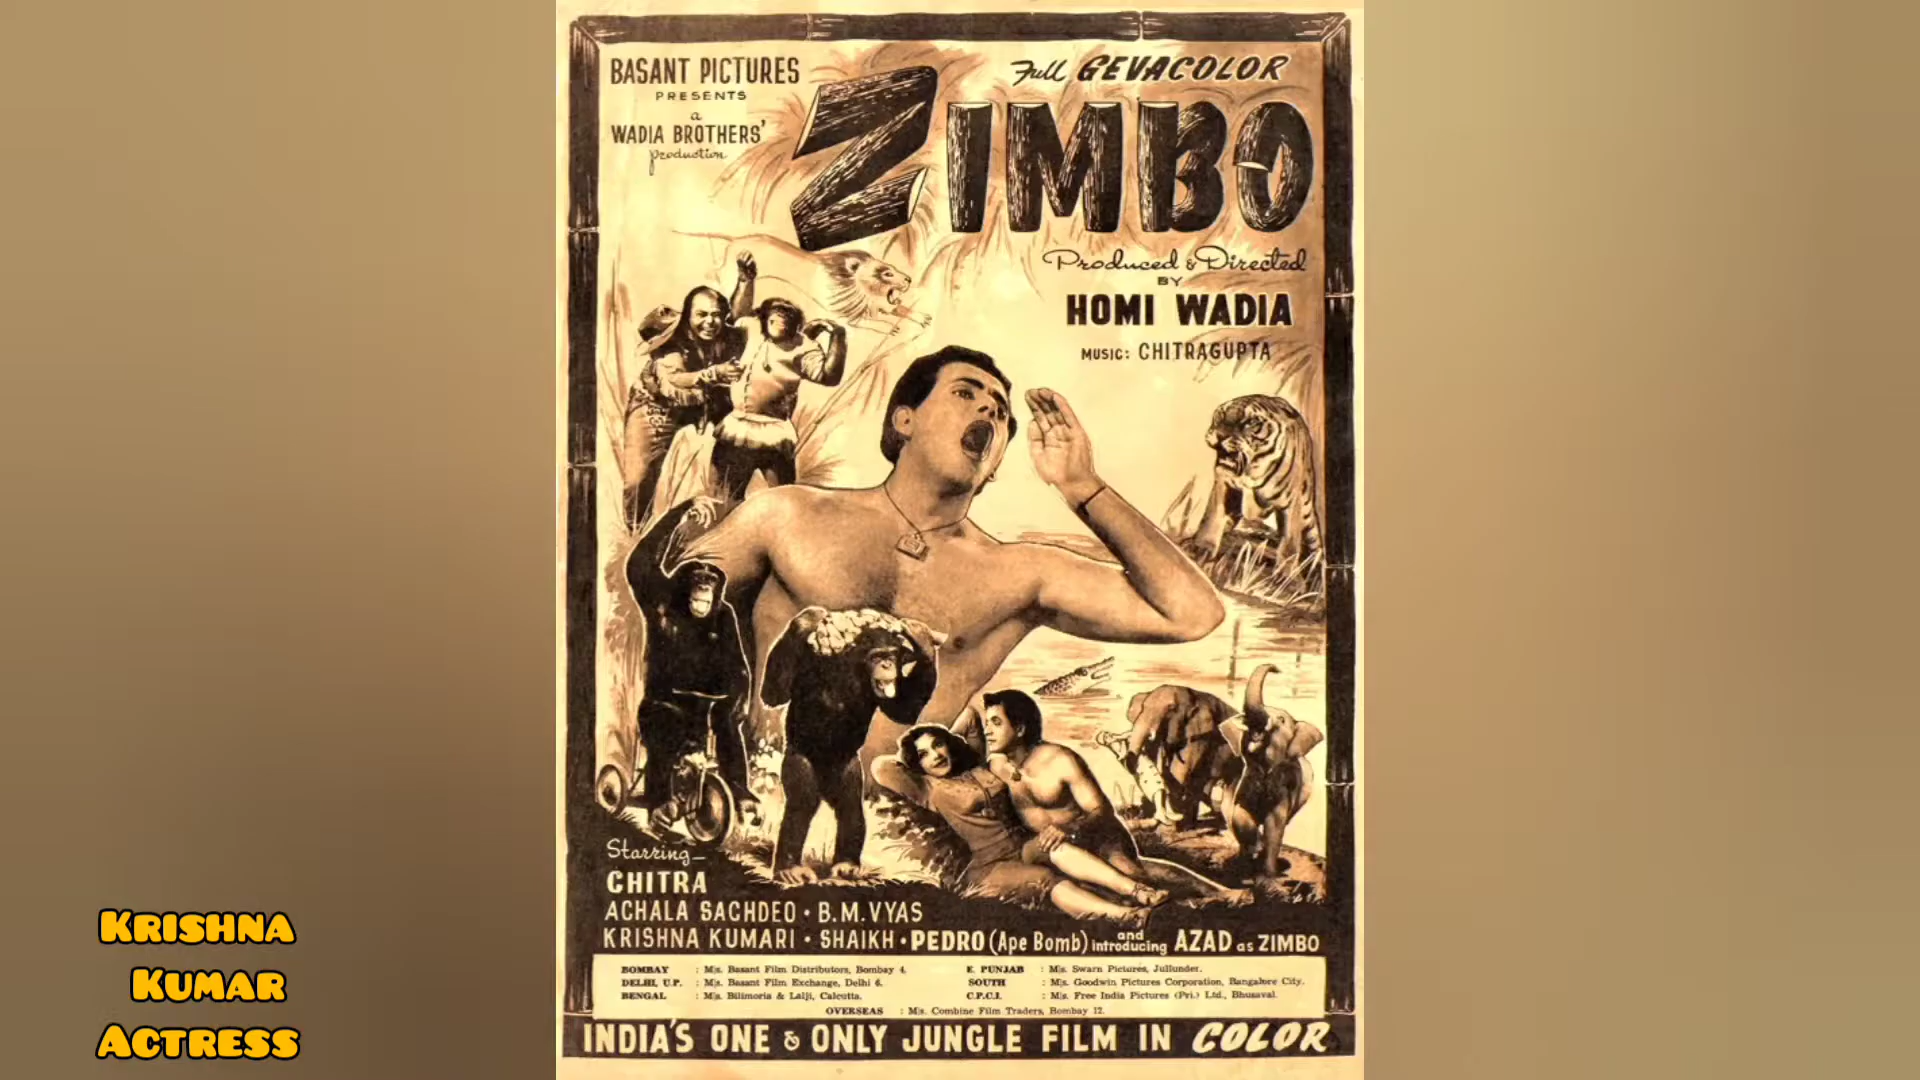 BASANT PICTURES
PRESENTS
a
WADIA BROTHERS'
production
Full GEVACOLOR
ZIMBO
Produced & Directed
BY
HOMI WADIA
MUSIC: CHITRAGUPTA
Starring—
CHITRA
ACHALA SACHDEO • B.M. VYAS
KRISHNA KUMARI • SHAIKH • PEDRO (Ape Bomb) and introducing AZAD as ZIMBO
BOMBAY : M/s. Basant Film Distributors, Bombay 4.
DELHI, U.P. : M/s. Basant Film Exchange, Delhi 6.
BENGAL : M/s. Bilimoria & Lalji, Calcutta.
E. PUNJAB : M/s. Swarn Pictures, Jullunder.
SOUTH : M/s. Goodwin Pictures Corporation, Bangalore City.
C.P.C.I. : M/s. Free India Pictures (Pri.) Ltd., Bhusaval.
OVERSEAS : M/s. Combine Film Traders, Bombay 12.
INDIA'S ONE & ONLY JUNGLE FILM IN COLOR
KRISHNA
KUMAR
ACTRESS